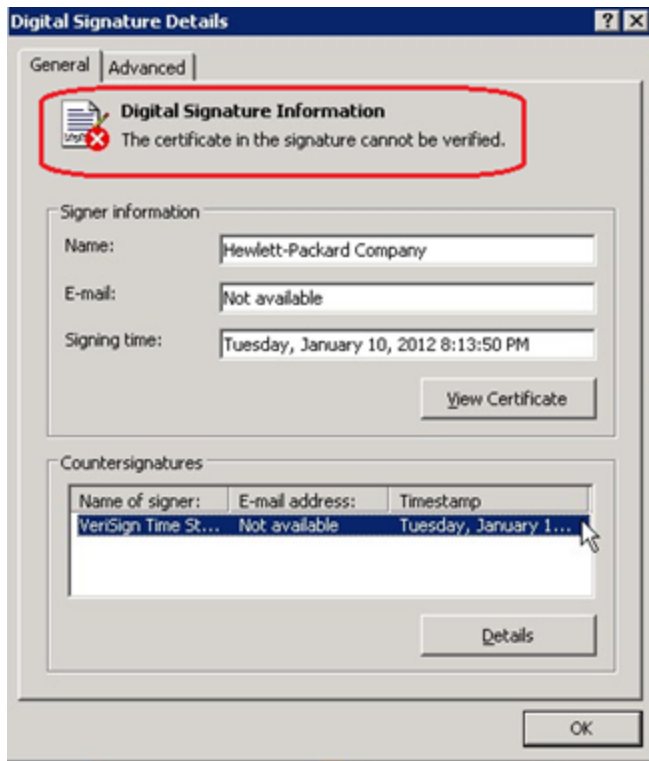 Digital Signature Details
General Advanced
Digital Signature Information
The certificate in the signature cannot be verified.
Signer information
Name: Hewlett-Packard Company
E-mail: Not available
Signing time: Tuesday, January 10, 2012 8:13:50 PM
View Certificate
Countersignatures
Name of signer: E-mail address: Timestamp
VeriSign Time St... Not available Tuesday, January 1...
Details
OK